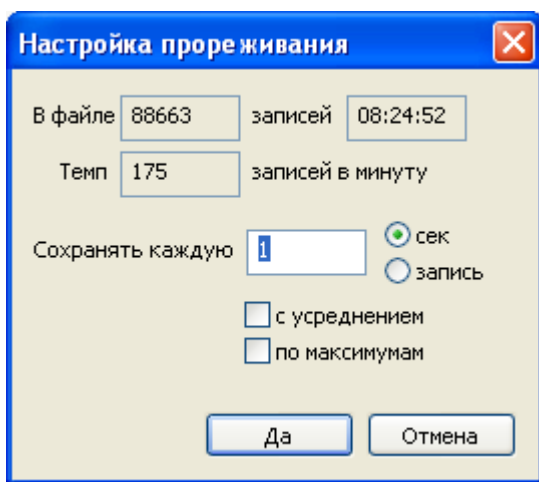 Настройка прореживания
В файле 88663 записей 08:24:52
Темп 175 записей в минуту
Сохранять каждую 1 сек
запись
с усреднением
по максимумам
Да Отмена